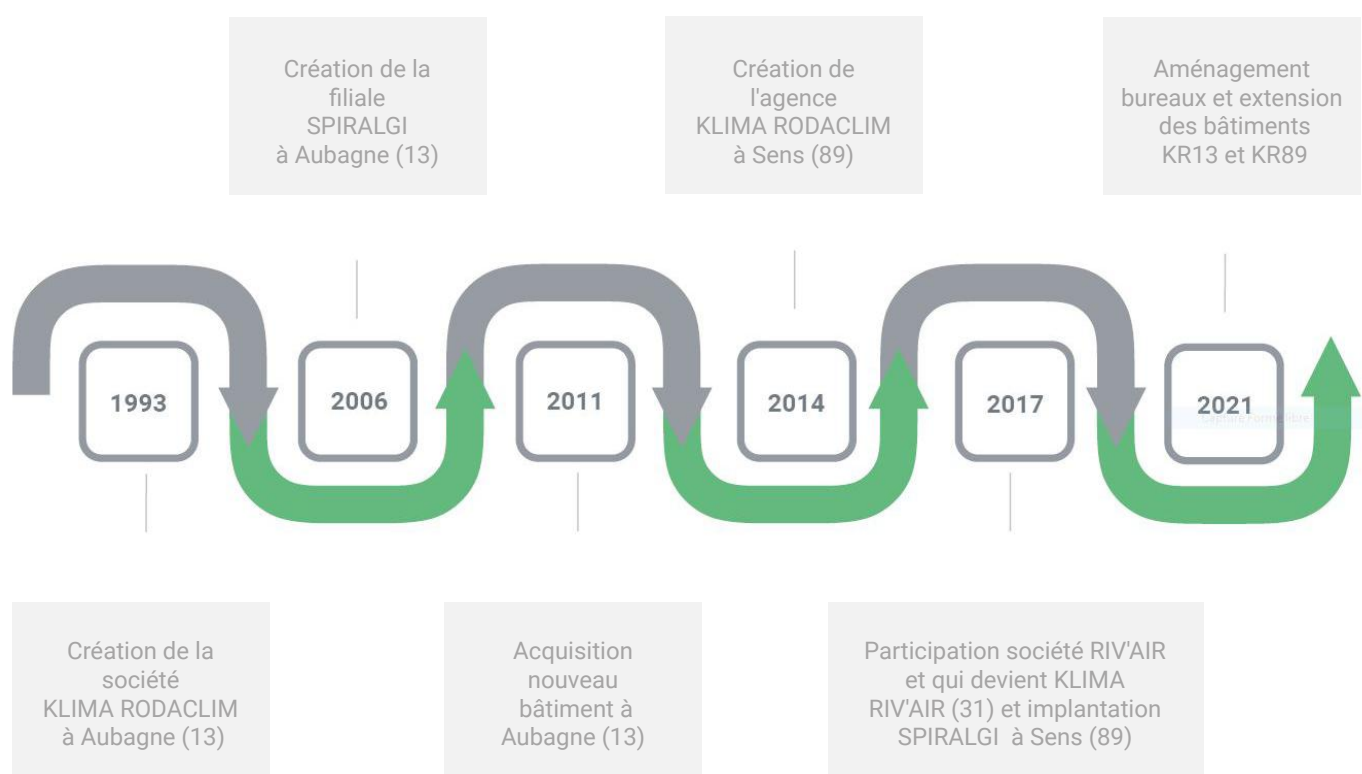 Création de la
filiale
SPIRALGI
à Aubagne (13)
Création de
l'agence
KLIMA RODACLIM
à Sens (89)
Aménagement
bureaux et extension
des bâtiments
KR13 et KR89
1993
2006
2011
2014
2017
2021
Capture Forme libre
Création de la
société
KLIMA RODACLIM
à Aubagne (13)
Acquisition
nouveau
bâtiment à
Aubagne (13)
Participation société RIV'AIR
et qui devient KLIMA
RIV'AIR (31) et implantation
SPIRALGI à Sens (89)